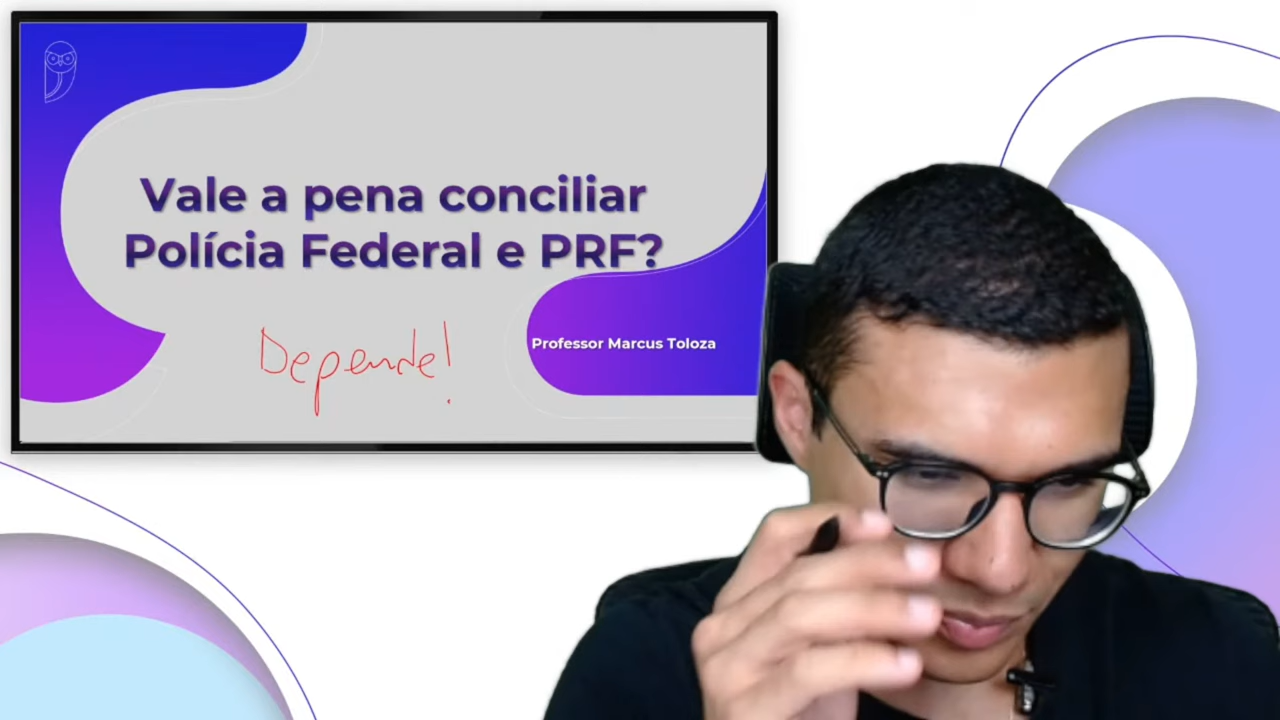 Vale a pena conciliar
Polícia Federal e PRF?
Depende!
Professor Marcus Toloza